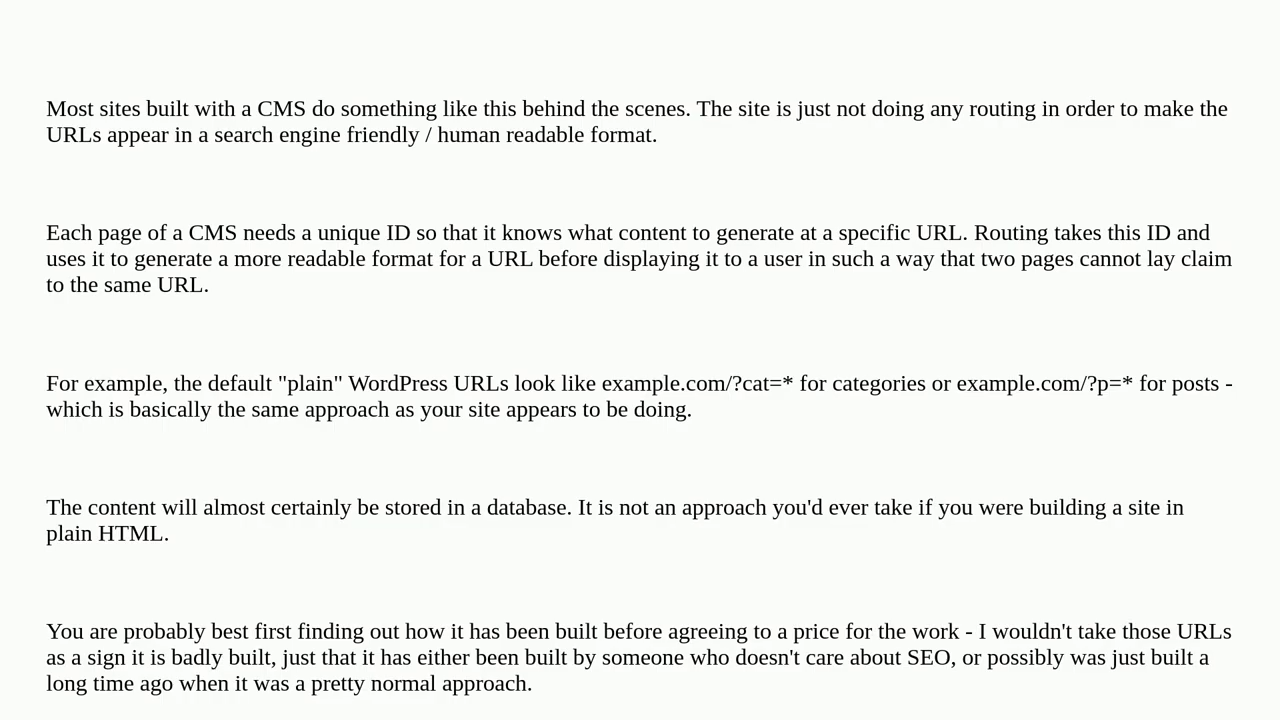 Most sites built with a CMS do something like this behind the scenes. The site is just not doing any routing in order to make the
URLs appear in a search engine friendly / human readable format.
Each page of a CMS needs a unique ID so that it knows what content to generate at a specific URL. Routing takes this ID and
uses it to generate a more readable format for a URL before displaying it to a user in such a way that two pages cannot lay claim
to the same URL.
For example, the default "plain" WordPress URLs look like example.com/?cat=* for categories or example.com/?p=* for posts -
which is basically the same approach as your site appears to be doing.
The content will almost certainly be stored in a database. It is not an approach you'd ever take if you were building a site in
plain HTML.
You are probably best first finding out how it has been built before agreeing to a price for the work - I wouldn't take those URLs
as a sign it is badly built, just that it has either been built by someone who doesn't care about SEO, or possibly was just built a
long time ago when it was a pretty normal approach.